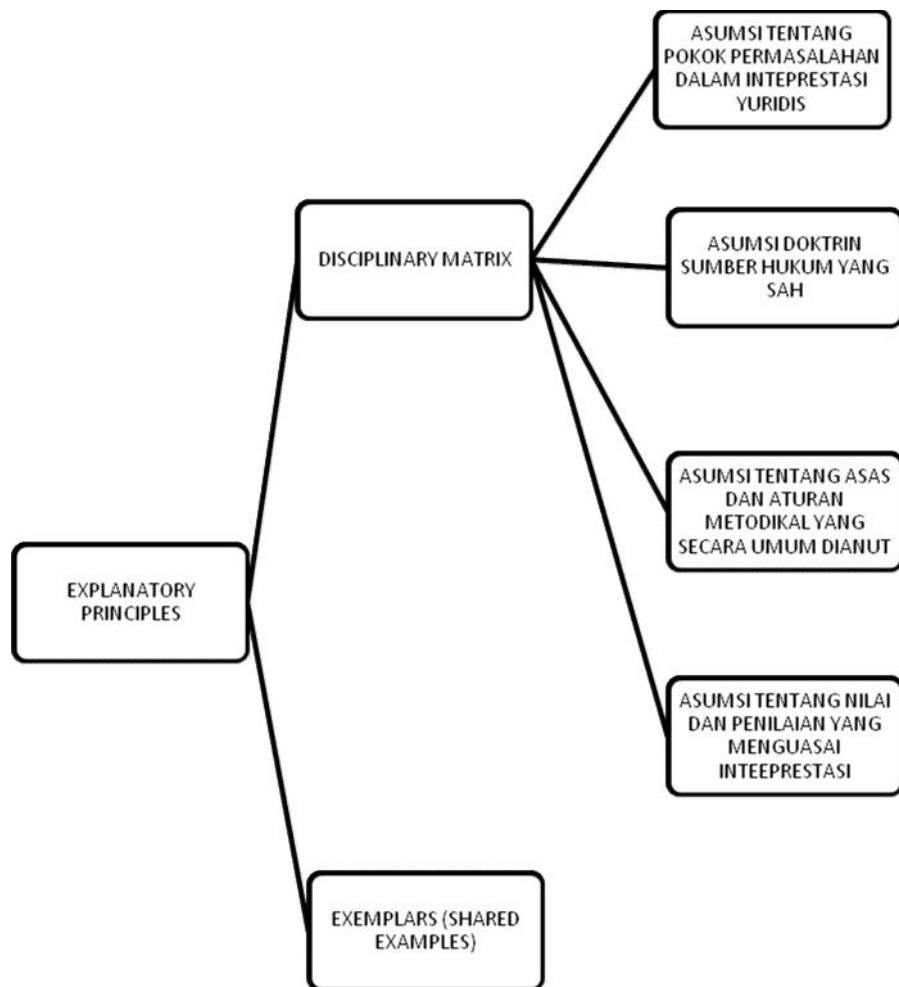 ASUMSI TENTANG
POKOK PERMASALAHAN
DALAM INTEPRESTASI
YURIDIS
DISCIPLINARY MATRIX
ASUMSI DOKTRIN
SUMBER HUKUM YANG
SAH
ASUMSI TENTANG ASAS
DAN ATURAN
METODIKAL YANG
SECARA UMUM DIANUT
EXPLANATORY
PRINCIPLES
ASUMSI TENTANG NILAI
DAN PENILAIAN YANG
MENGUASAI
INTEEPRESTASI
EXEMPLARS (SHARED
EXAMPLES)